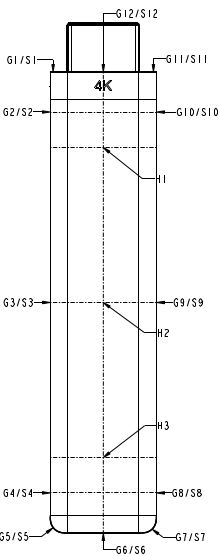 G12/S12
G1/S1
G11/S11
4K
G2/S2
G10/S10
H1
G3/S3
G9/S9
H2
H3
G4/S4
G8/S8
G5/S5
G7/S7
G6/S6